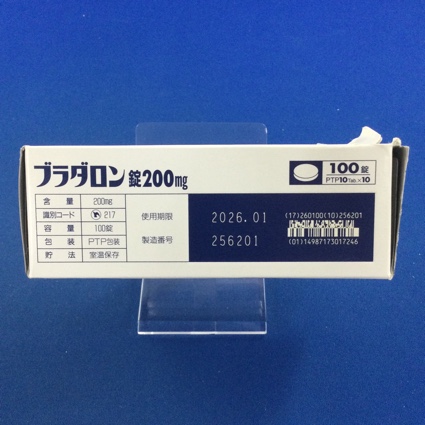 ブラダロン錠200mg
100錠
PTP10Tab.×10
含量 200mg
識別コード 217
容量 100錠
包装 PTP包装
貯法 室温保存
使用期限 2026.01
製造番号 256201
(17)260100(10)256201
(01)14987173017246